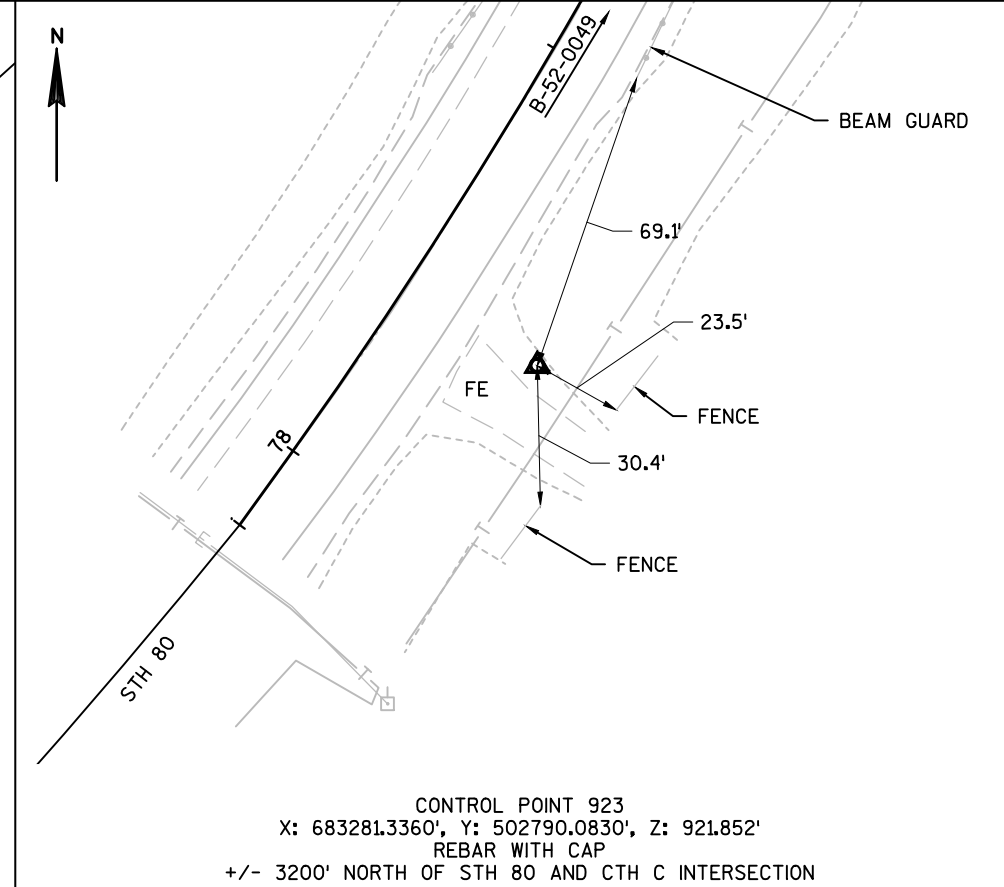 N
B-52-0049
BEAM GUARD
69.1'
23.5'
FE
FENCE
78
30.4'
FENCE
STH 80
CONTROL POINT 923
X: 683281.3360', Y: 502790.0830', Z: 921.852'
REBAR WITH CAP
+/- 3200' NORTH OF STH 80 AND CTH C INTERSECTION